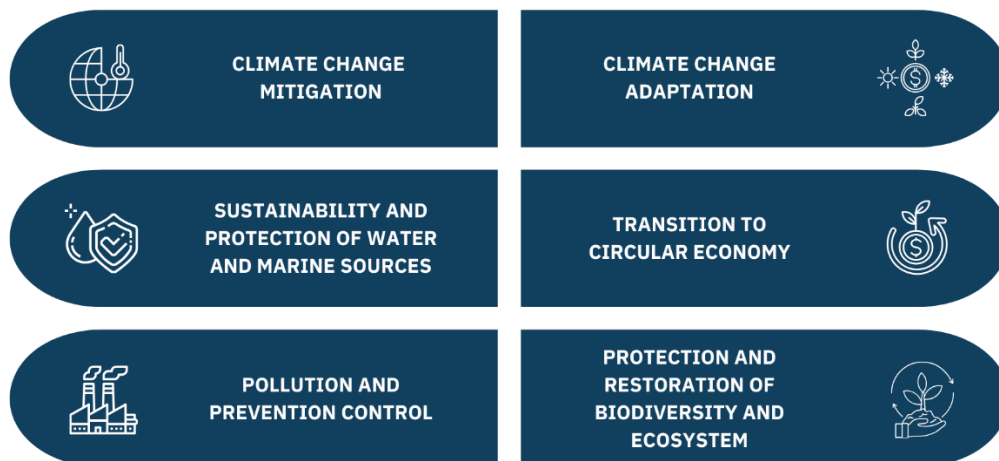 CLIMATE CHANGE
MITIGATION
CLIMATE CHANGE
ADAPTATION
SUSTAINABILITY AND
PROTECTION OF WATER
AND MARINE SOURCES
TRANSITION TO
CIRCULAR ECONOMY
POLLUTION AND
PREVENTION CONTROL
PROTECTION AND
RESTORATION OF
BIODIVERSITY AND
ECOSYSTEM